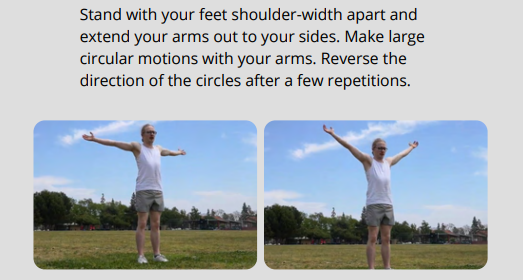 Stand with your feet shoulder-width apart and
extend your arms out to your sides. Make large
circular motions with your arms. Reverse the
direction of the circles after a few repetitions.